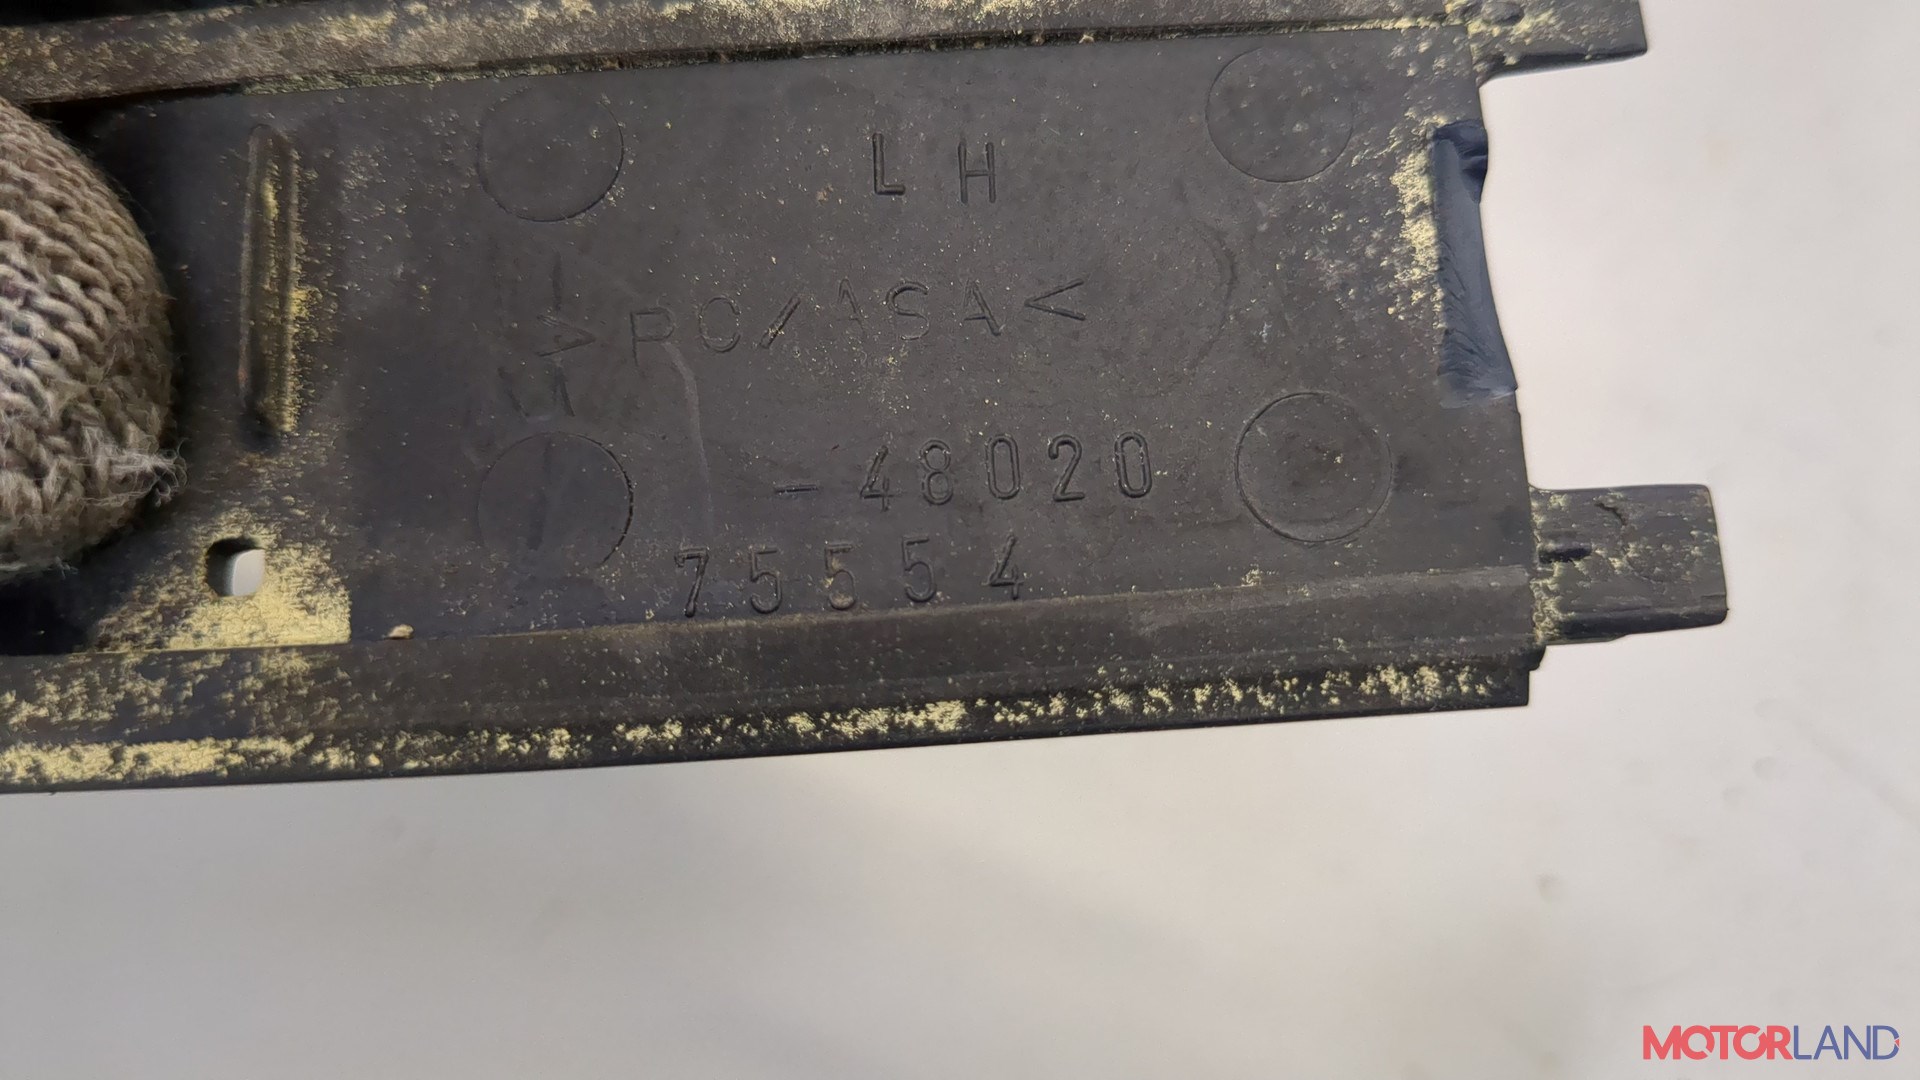 LH
>PC/ASA<
-48020
75554
MOTORLAND